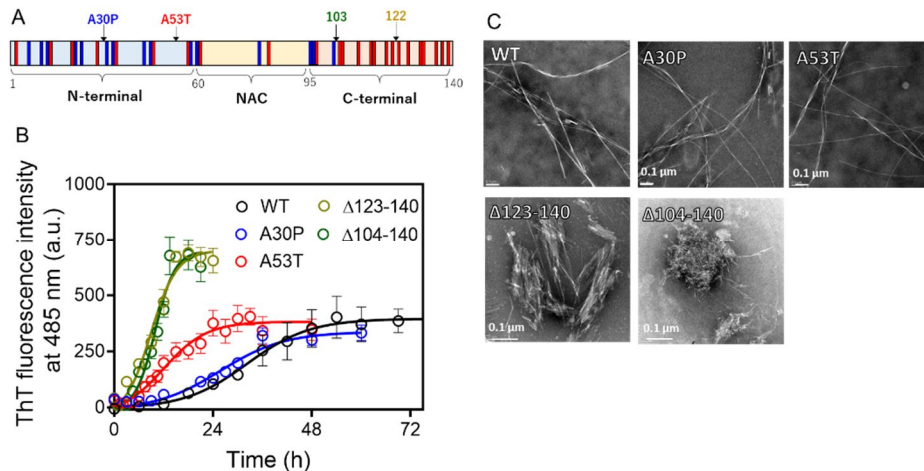 A
A30P A53T 103 122
1 60 95 140
N-terminal NAC C-terminal
B
ThT fluorescence intensity
at 485 nm (a.u.)
1000
750
500
250
0
WT Δ123-140
A30P Δ104-140
A53T
0 24 48 72
Time (h)
C
WT A30P A53T
0.1 μm 0.1 μm
Δ123-140 Δ104-140
0.1 μm 0.1 μm